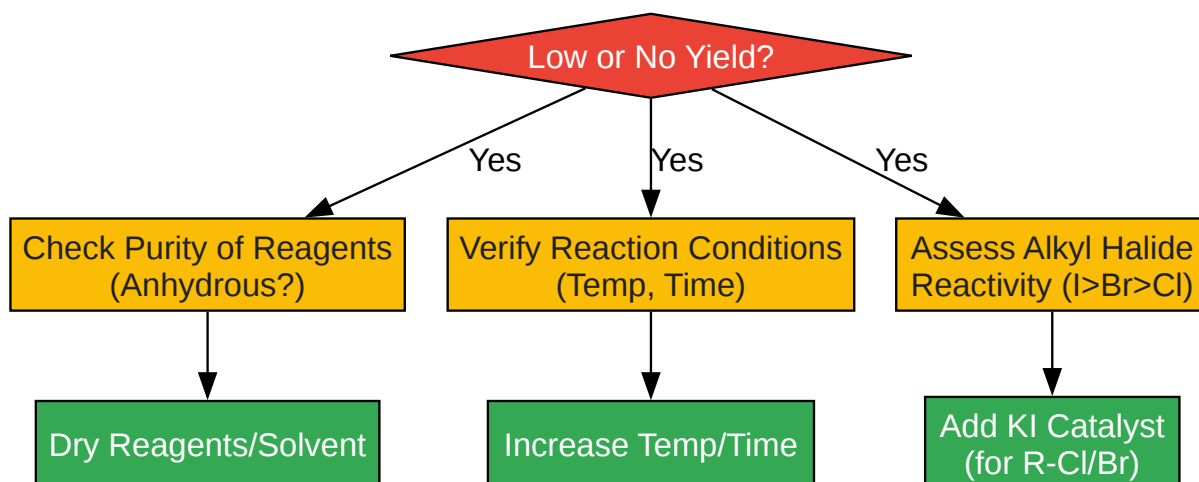 Low or No Yield?
Yes
Yes
Yes
Check Purity of Reagents
(Anhydrous?)
Verify Reaction Conditions
(Temp, Time)
Assess Alkyl Halide
Reactivity (I>Br>Cl)
Dry Reagents/Solvent
Increase Temp/Time
Add KI Catalyst
(for R-Cl/Br)